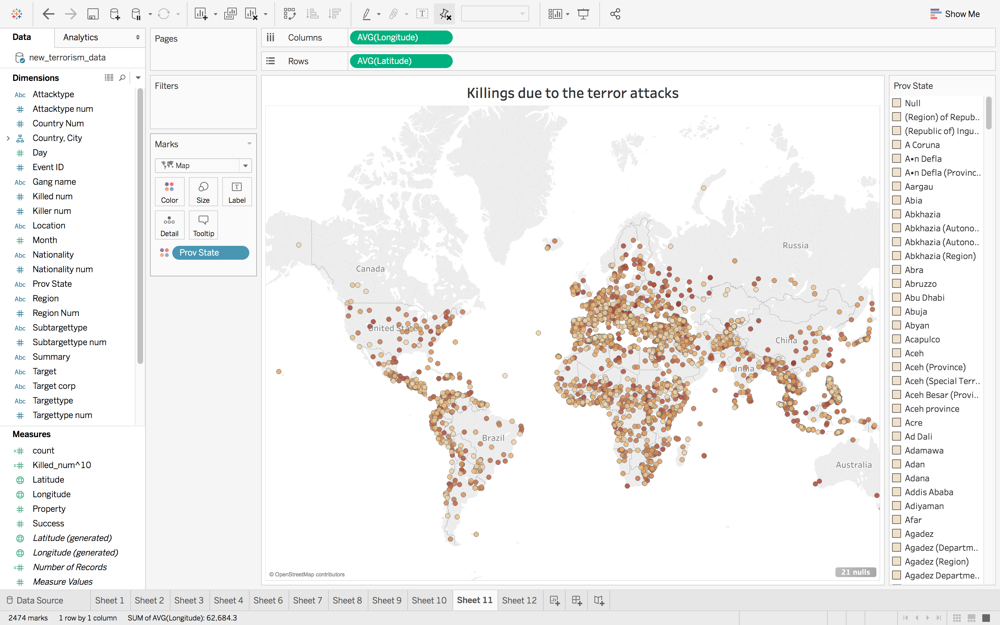 Show Me
Data
Analytics
new_terrorism_data
Dimensions
Abc Attacktype
Attacktype num
Country Num
Country, City
Day
Event ID
Abc Gang name
Killed num
Killer num
Abc Location
Month
Abc Nationality
Nationality num
Abc Prov State
Abc Region
Region Num
Abc Subtargettype
Subtargettype num
Abc Summary
Abc Target
Abc Target corp
Abc Targettype
Targettype num
Measures
count
Killed_num^10
Latitude
Longitude
Property
Success
Latitude (generated)
Longitude (generated)
Number of Records
Measure Values
Pages
Filters
Marks
Map
Color
Size
T
Label
Detail
Tooltip
Prov State
Columns
AVG(Longitude)
Rows
AVG(Latitude)
Killings due to the terror attacks
Russia
Canada
United States
China
India
Brazil
Australia
© OpenStreetMap contributors
21 nulls
Prov State
Null
(Region) of Repub..
(Republic of) Ingu..
A Coruna
A•n Defla
A•n Defla (Provinc..
Aargau
Abia
Abkhazia
Abkhazia (Autono..
Abkhazia (Autono..
Abkhazia (Region)
Abra
Abruzzo
Abu Dhabi
Abuja
Abyan
Acapulco
Aceh
Aceh (Province)
Aceh (Special Terr..
Aceh Besar (Provi..
Aceh province
Acre
Ad Dali
Adamawa
Adan
Adana
Addis Ababa
Adiyaman
Afar
Agadez
Agadez (Departm..
Agadez (Region)
Agadez Departme..
Data Source
Sheet 1
Sheet 2
Sheet 3
Sheet 4
Sheet 6
Sheet 7
Sheet 8
Sheet 9
Sheet 10
Sheet 11
Sheet 12
2474 marks
1 row by 1 column
SUM of AVG(Longitude): 62,684.3